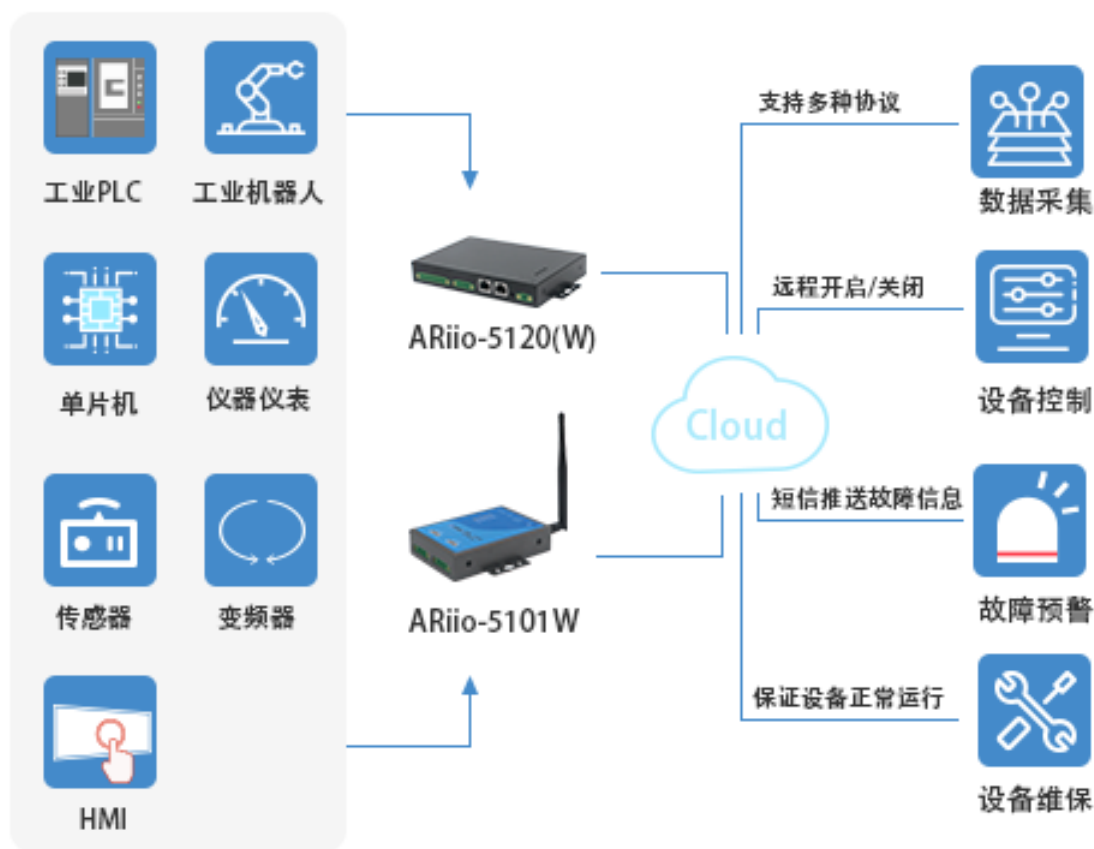 工业PLC
工业机器人
单片机
仪器仪表
传感器
变频器
HMI
ARiio-5120(W)
ARiio-5101W
Cloud
支持多种协议
数据采集
远程开启/关闭
设备控制
短信推送故障信息
故障预警
保证设备正常运行
设备维保